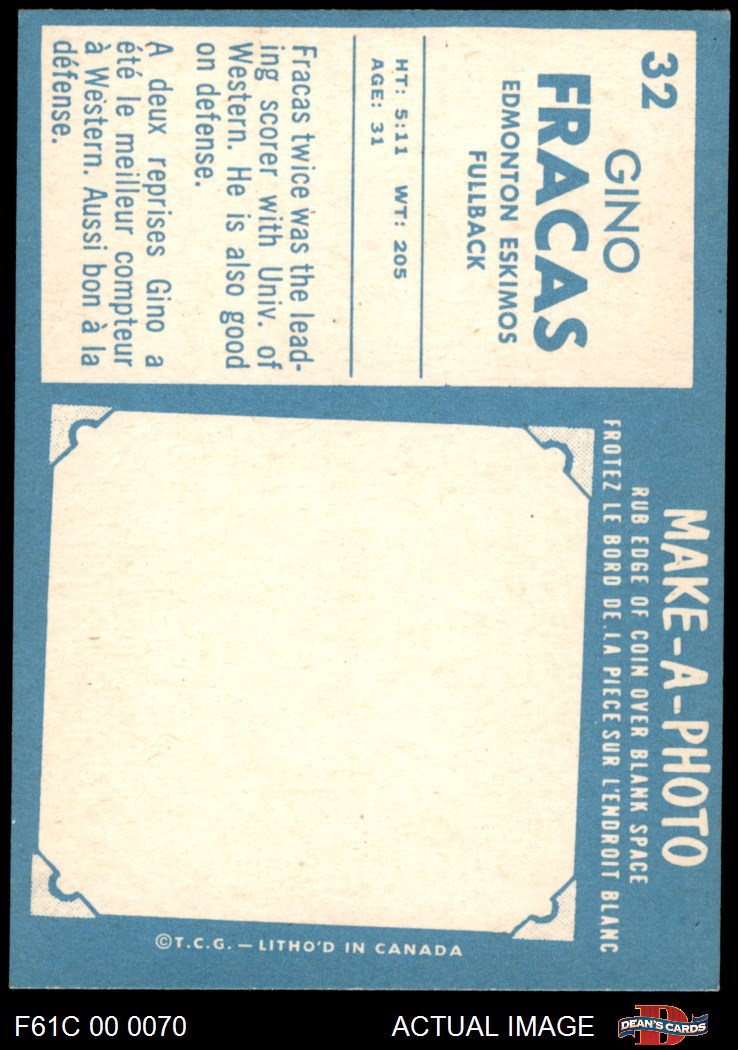 32
GINO
FRACAS
EDMONTON ESKIMOS
FULLBACK
HT: 5:11 WT: 205
AGE: 31
Fracas twice was the lead-
ing scorer with Univ. of
Western. He is also good
on defense.
A deux reprises Gino a
été le meilleur compteur
à Western. Aussi bon à la
défense.
MAKE-A-PHOTO
RUB EDGE OF COIN OVER BLANK SPACE
FROTEZ LE BORD DE LA PIECE SUR L'ENDROIT BLANC
©T.C.G. — LITHO'D IN CANADA
F61C 00 0070
ACTUAL IMAGE
D
DEAN'S CARDS